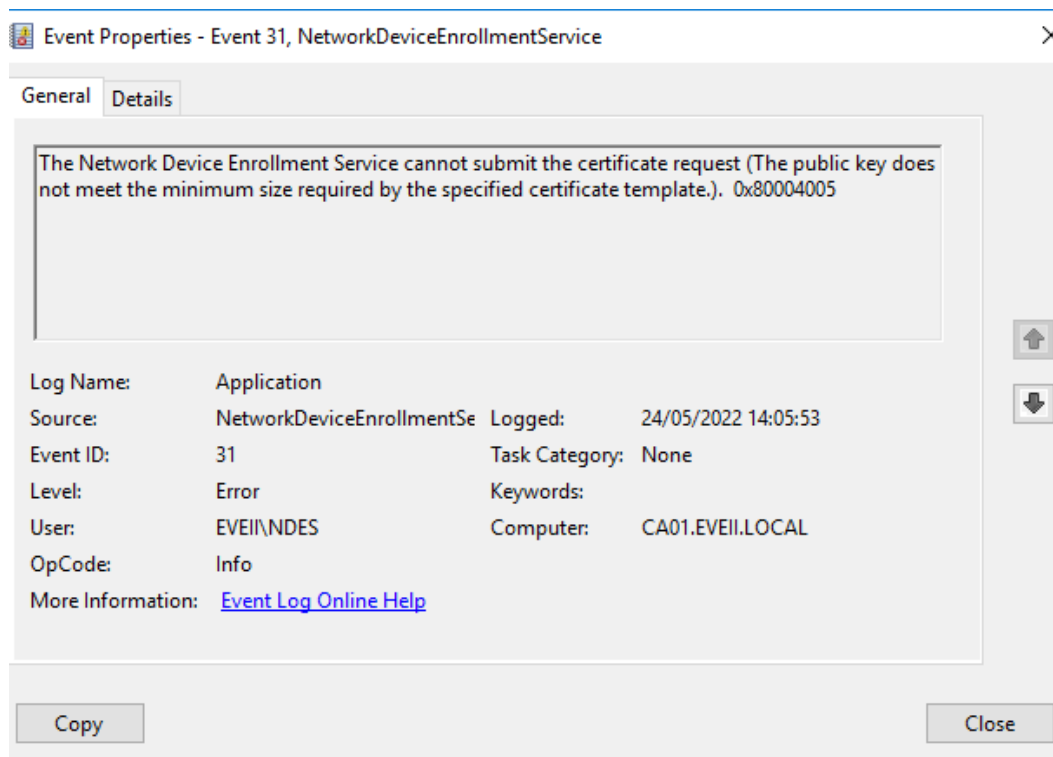 Event Properties - Event 31, NetworkDeviceEnrollmentService
General Details
The Network Device Enrollment Service cannot submit the certificate request (The public key does
not meet the minimum size required by the specified certificate template.). 0x80004005
Log Name: Application
Source: NetworkDeviceEnrollmentSe Logged: 24/05/2022 14:05:53
Event ID: 31 Task Category: None
Level: Error Keywords:
User: EVEII\NDES Computer: CA01.EVEII.LOCAL
OpCode: Info
More Information: Event Log Online Help
Copy Close